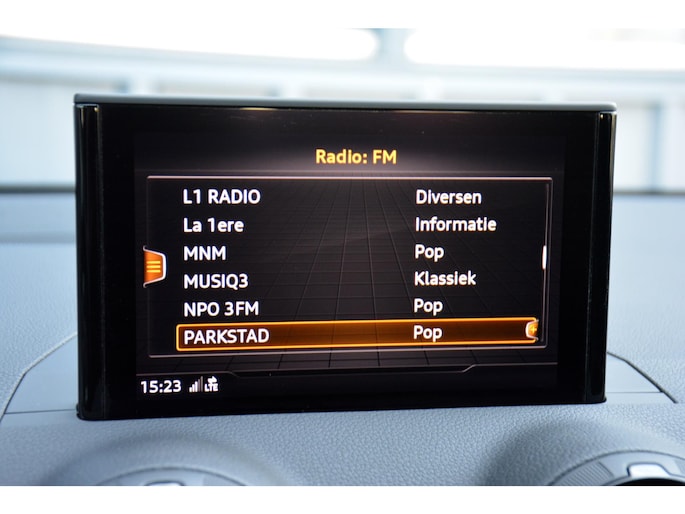 Radio: FM
L1 RADIO Diversen
La 1ere Informatie
MNM Pop
MUSIQ3 Klassiek
NPO 3FM Pop
PARKSTAD Pop
15:23 LTE